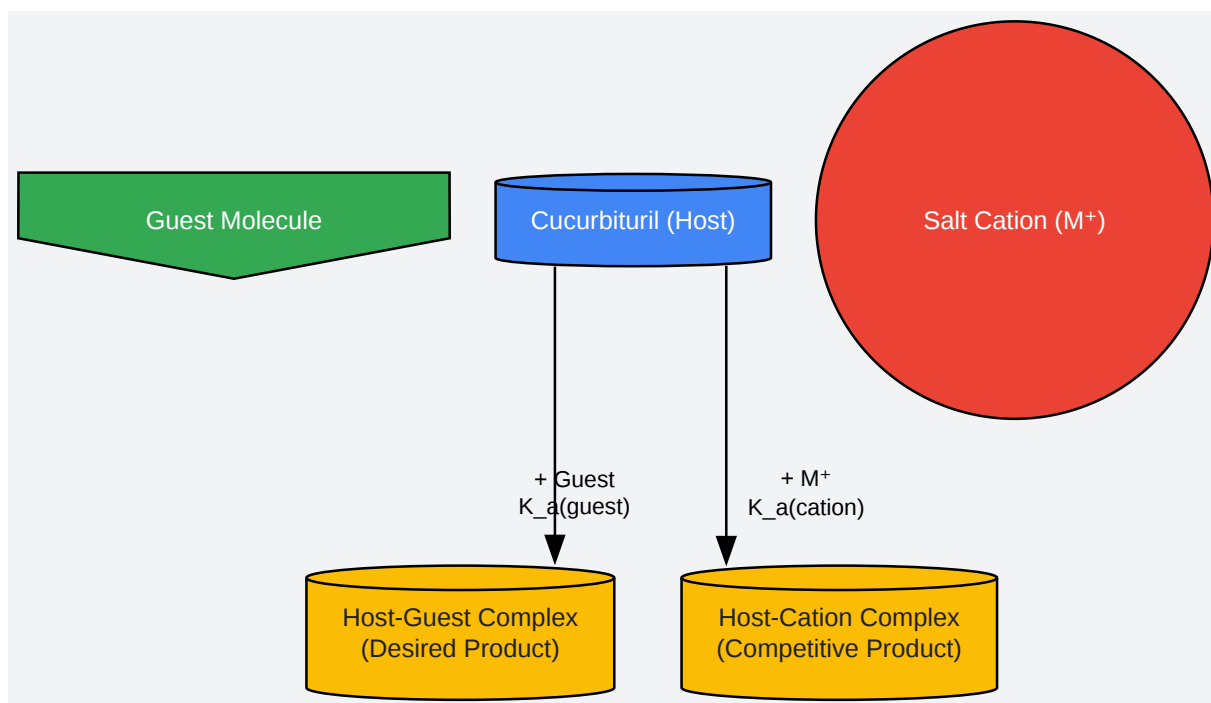 Guest Molecule
Cucurbituril (Host)
Salt Cation (M⁺)
+ Guest
K_a(guest)
+ M⁺
K_a(cation)
Host-Guest Complex
(Desired Product)
Host-Cation Complex
(Competitive Product)